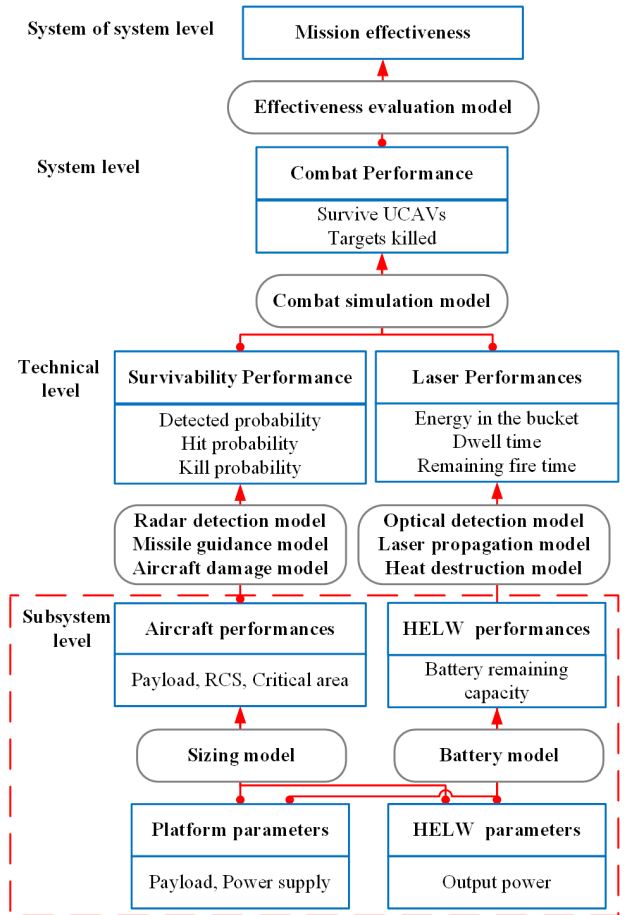 System of system level
Mission effectiveness
Effectiveness evaluation model
System level
Combat Performance
Survive UCAVs
Targets killed
Combat simulation model
Technical
level
Survivability Performance
Detected probability
Hit probability
Kill probability
Laser Performances
Energy in the bucket
Dwell time
Remaining fire time
Radar detection model
Missile guidance model
Aircraft damage model
Optical detection model
Laser propagation model
Heat destruction model
Subsystem
level
Aircraft performances
Payload, RCS, Critical area
HELW performances
Battery remaining
capacity
Sizing model
Battery model
Platform parameters
Payload, Power supply
HELW parameters
Output power